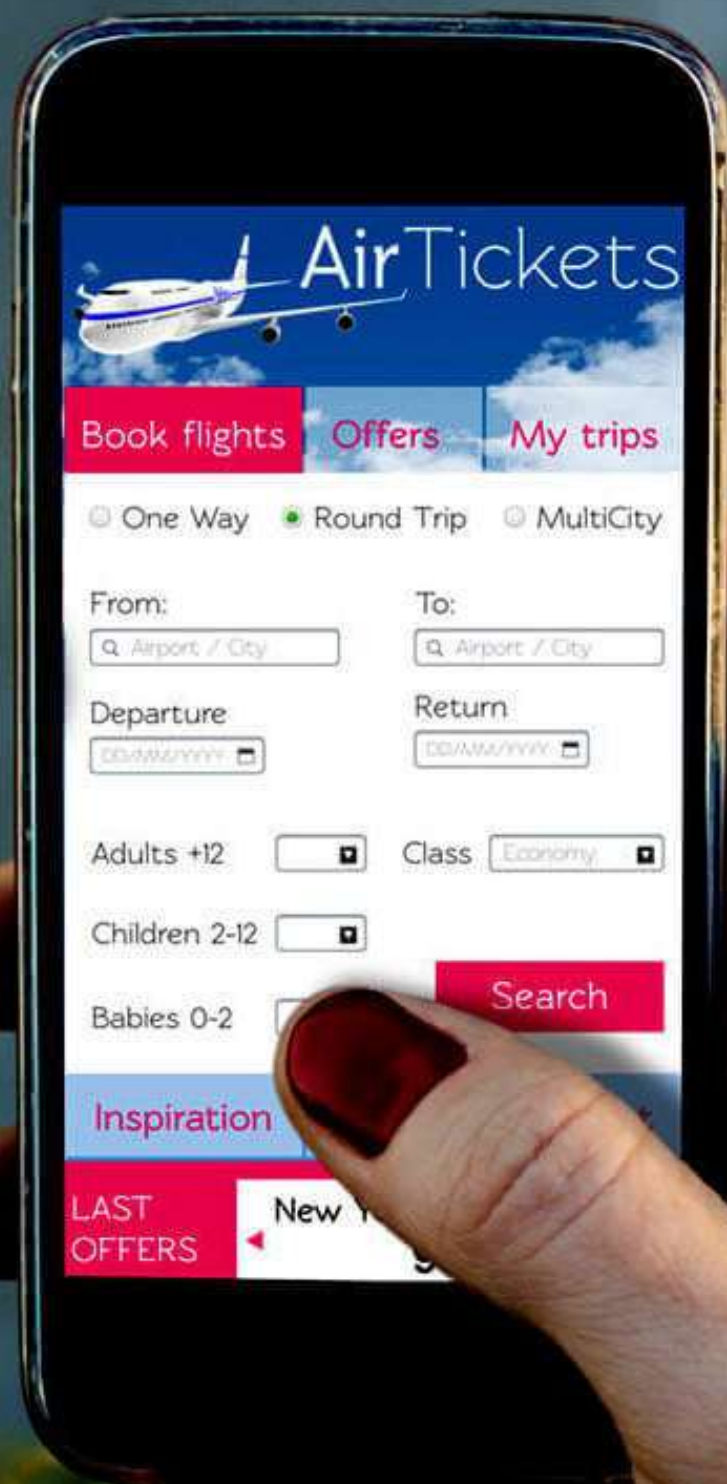 AirTickets
Book flights Offers My trips
One Way Round Trip MultiCity
From: To:
Airport / City Airport / City
Departure Return
DD/MM/YYYY DD/MM/YYYY
Adults +12 Class Economy
Children 2-12
Search
Babies 0-2
Inspiration
LAST New
OFFERS